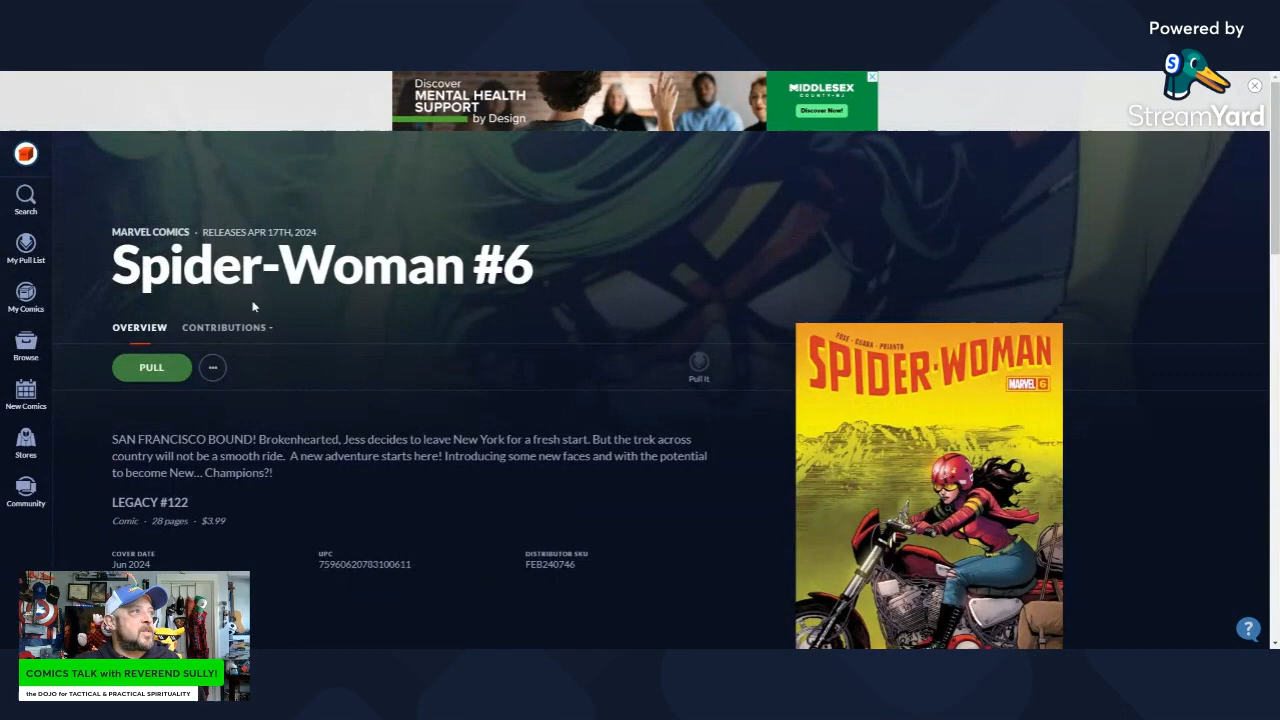 Powered by
StreamYard
Discover
MENTAL HEALTH
SUPPORT
by Design
MIDDLESEX
COUNTY•NJ
Discover Now!
Search
My Pull List
My Comics
Browse
New Comics
Stores
Community
MARVEL COMICS · RELEASES APR 17TH, 2024
Spider-Woman #6
OVERVIEW CONTRIBUTIONS
PULL
Pull It
SAN FRANCISCO BOUND! Brokenhearted, Jess decides to leave New York for a fresh start. But the trek across
country will not be a smooth ride. A new adventure starts here! Introducing some new faces and with the potential
to become New... Champions?!
LEGACY #122
Comic · 28 pages · $3.99
COVER DATE
Jun 2024
UPC
75960620783100611
DISTRIBUTOR SKU
FEB240746
SPIDER-WOMAN
MARVEL 6
COMICS TALK with REVEREND SULLY!
the DOJO for TACTICAL & PRACTICAL SPIRITUALITY
?